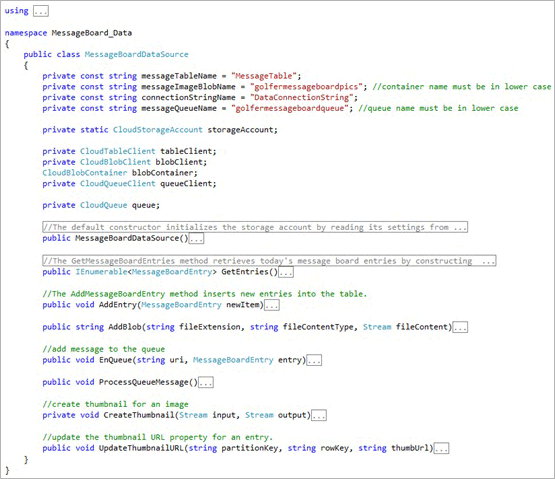 using ...
namespace MessageBoard_Data
{
public class MessageBoardDataSource
{
private const string messageTableName = "MessageTable";
private const string messageImageBlobName = "golfermessageboardpics"; //container name must be in lower case
private const string connectionStringName = "DataConnectionString";
private const string messageQueueName = "golfermessageboardqueue"; //queue name must be in lower case
private static CloudStorageAccount storageAccount;
private CloudTableClient tableClient;
private CloudBlobClient blobClient;
CloudBlobContainer blobContainer;
private CloudQueueClient queueClient;
private CloudQueue queue;
//The default constructor initializes the storage account by reading its settings from ...
public MessageBoardDataSource()...
//The GetMessageBoardEntries method retrieves today's message board entries by constructing ...
public IEnumerable<MessageBoardEntry> GetEntries()...
//The AddMessageBoardEntry method inserts new entries into the table.
public void AddEntry(MessageBoardEntry newItem)...
public string AddBlob(string fileExtension, string fileContentType, Stream fileContent)...
//add message to the queue
public void EnQueue(string uri, MessageBoardEntry entry)...
public void ProcessQueueMessage()...
//create thumbnail for an image
private void CreateThumbnail(Stream input, Stream output)...
//update the thumbnail URL property for an entry.
public void UpdateThumbnailURL(string partitionKey, string rowKey, string thumbUrl)...
}
}